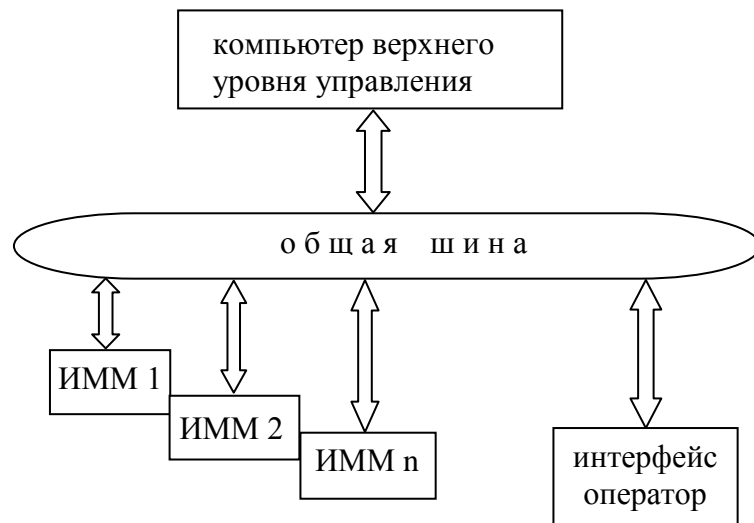 компьютер верхнего
уровня управления
о б щ а я ш и н а
ИММ 1
ИММ 2
ИММ n
интерфейс
оператор